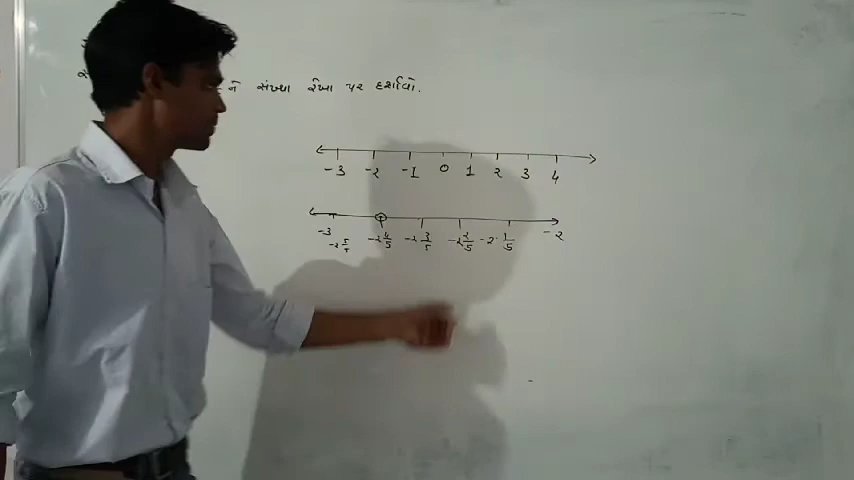 ને સંખ્યા રેખા પર દર્શાવો.
-3 -2 -1 0 1 2 3 4
-3 -2 5/5 -2 4/5 -2 3/5 -2 2/5 -2 1/5 -2